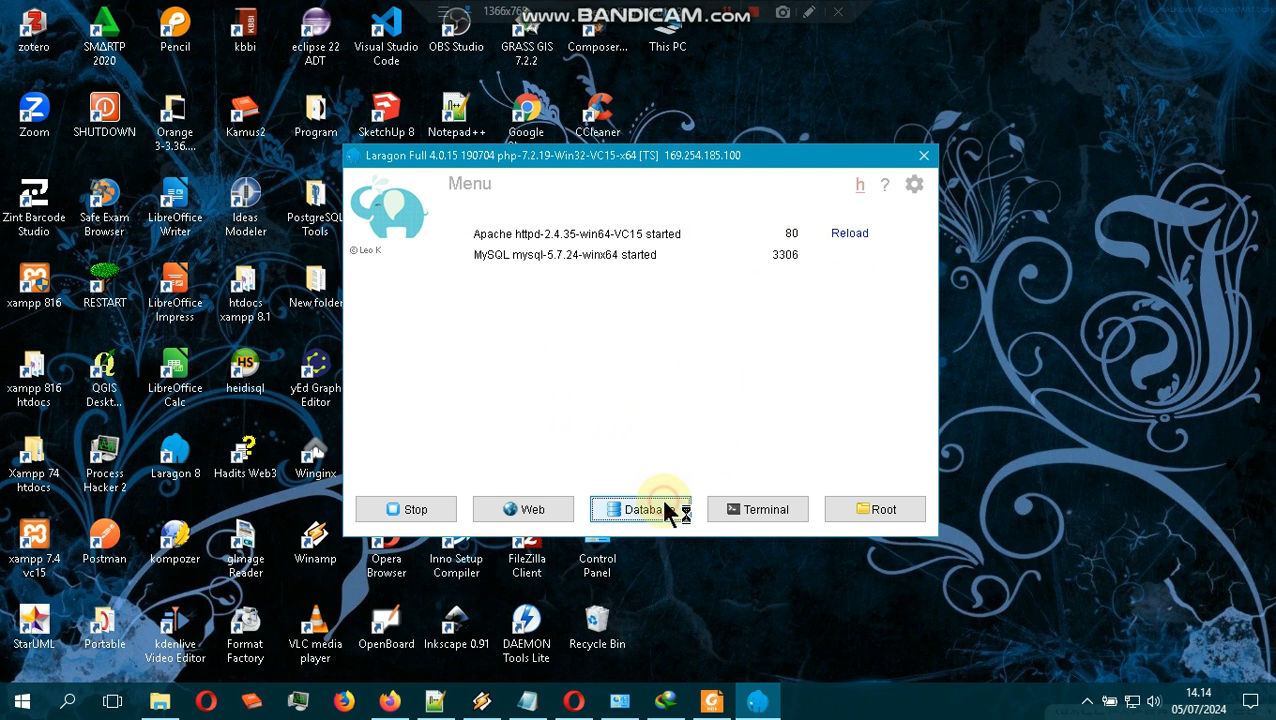 1366x768
www.BANDICAM.com
zotero
SMARTP
2020
Pencil
kbbi
eclipse 22
ADT
Visual Studio
Code
OBS Studio
GRASS GIS
7.2.2
Composer...
This PC
Zoom
SHUTDOWN
Orange
3-3.36....
Kamus2
Program
SketchUp 8
Notepad++
Google
CCleaner
Laragon Full 4.0.15 190704 php-7.2.19-Win32-VC15-x64 [TS] 169.254.185.100
Menu
h
?
© Leo K
Apache httpd-2.4.35-win64-VC15 started
80
Reload
MySQL mysql-5.7.24-winx64 started
3306
Stop
Web
Terminal
Root
Zint Barcode
Studio
Safe Exam
Browser
LibreOffice
Writer
Ideas
Modeler
PostgreSQL
Tools
xampp 816
RESTART
LibreOffice
Impress
htdocs
xampp 8.1
New folder
xampp 816
htdocs
QGIS
Deskt...
LibreOffice
Calc
heidisql
yEd Graph
Editor
Xampp 74
htdocs
Process
Hacker 2
Laragon 8
Hadits Web3
Winginx
xampp 7.4
vc15
Postman
kompozer
gImage
Reader
Winamp
Opera
Browser
Inno Setup
Compiler
FileZilla
Client
Control
Panel
StarUML
Portable
kdenlive
Video Editor
Format
Factory
VLC media
player
OpenBoard
Inkscape 0.91
DAEMON
Tools Lite
Recycle Bin
14.14
05/07/2024